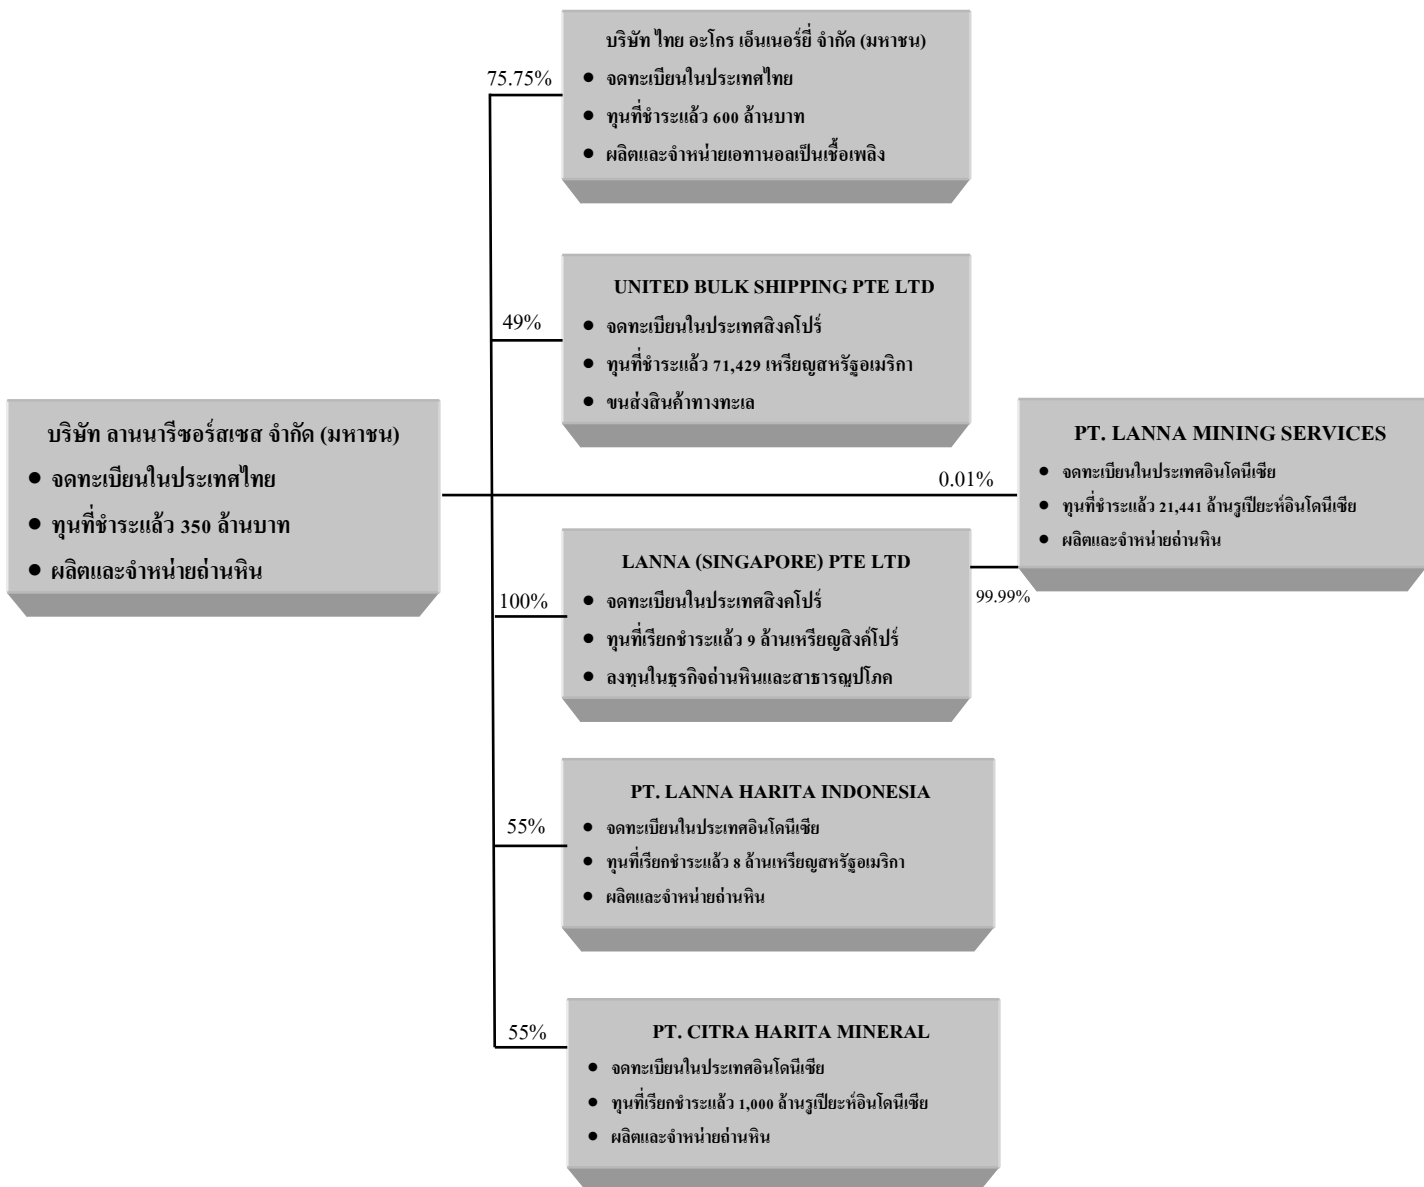 บริษัท ไทย อะโกร เอ็นเนอร์ยี่ จำกัด (มหาชน)
75.75%
● จดทะเบียนในประเทศไทย
● ทุนที่ชำระแล้ว 600 ล้านบาท
● ผลิตและจำหน่ายเอทานอลเป็นเชื้อเพลิง
UNITED BULK SHIPPING PTE LTD
49%
● จดทะเบียนในประเทศสิงคโปร์
● ทุนที่ชำระแล้ว 71,429 เหรียญสหรัฐอเมริกา
● ขนส่งสินค้าทางทะเล
บริษัท ลานนารีซอร์สเซส จำกัด (มหาชน)
● จดทะเบียนในประเทศไทย
● ทุนที่ชำระแล้ว 350 ล้านบาท
● ผลิตและจำหน่ายถ่านหิน
0.01%
PT. LANNA MINING SERVICES
● จดทะเบียนในประเทศอินโดนีเซีย
● ทุนที่ชำระแล้ว 21,441 ล้านรูเปียะห์อินโดนีเซีย
● ผลิตและจำหน่ายถ่านหิน
LANNA (SINGAPORE) PTE LTD
100%
99.99%
● จดทะเบียนในประเทศสิงคโปร์
● ทุนที่เรียกชำระแล้ว 9 ล้านเหรียญสิงค์โปร์
● ลงทุนในธุรกิจถ่านหินและสาธารณูปโภค
PT. LANNA HARITA INDONESIA
55%
● จดทะเบียนในประเทศอินโดนีเซีย
● ทุนที่เรียกชำระแล้ว 8 ล้านเหรียญสหรัฐอเมริกา
● ผลิตและจำหน่ายถ่านหิน
PT. CITRA HARITA MINERAL
55%
● จดทะเบียนในประเทศอินโดนีเซีย
● ทุนที่เรียกชำระแล้ว 1,000 ล้านรูเปียะห์อินโดนีเซีย
● ผลิตและจำหน่ายถ่านหิน